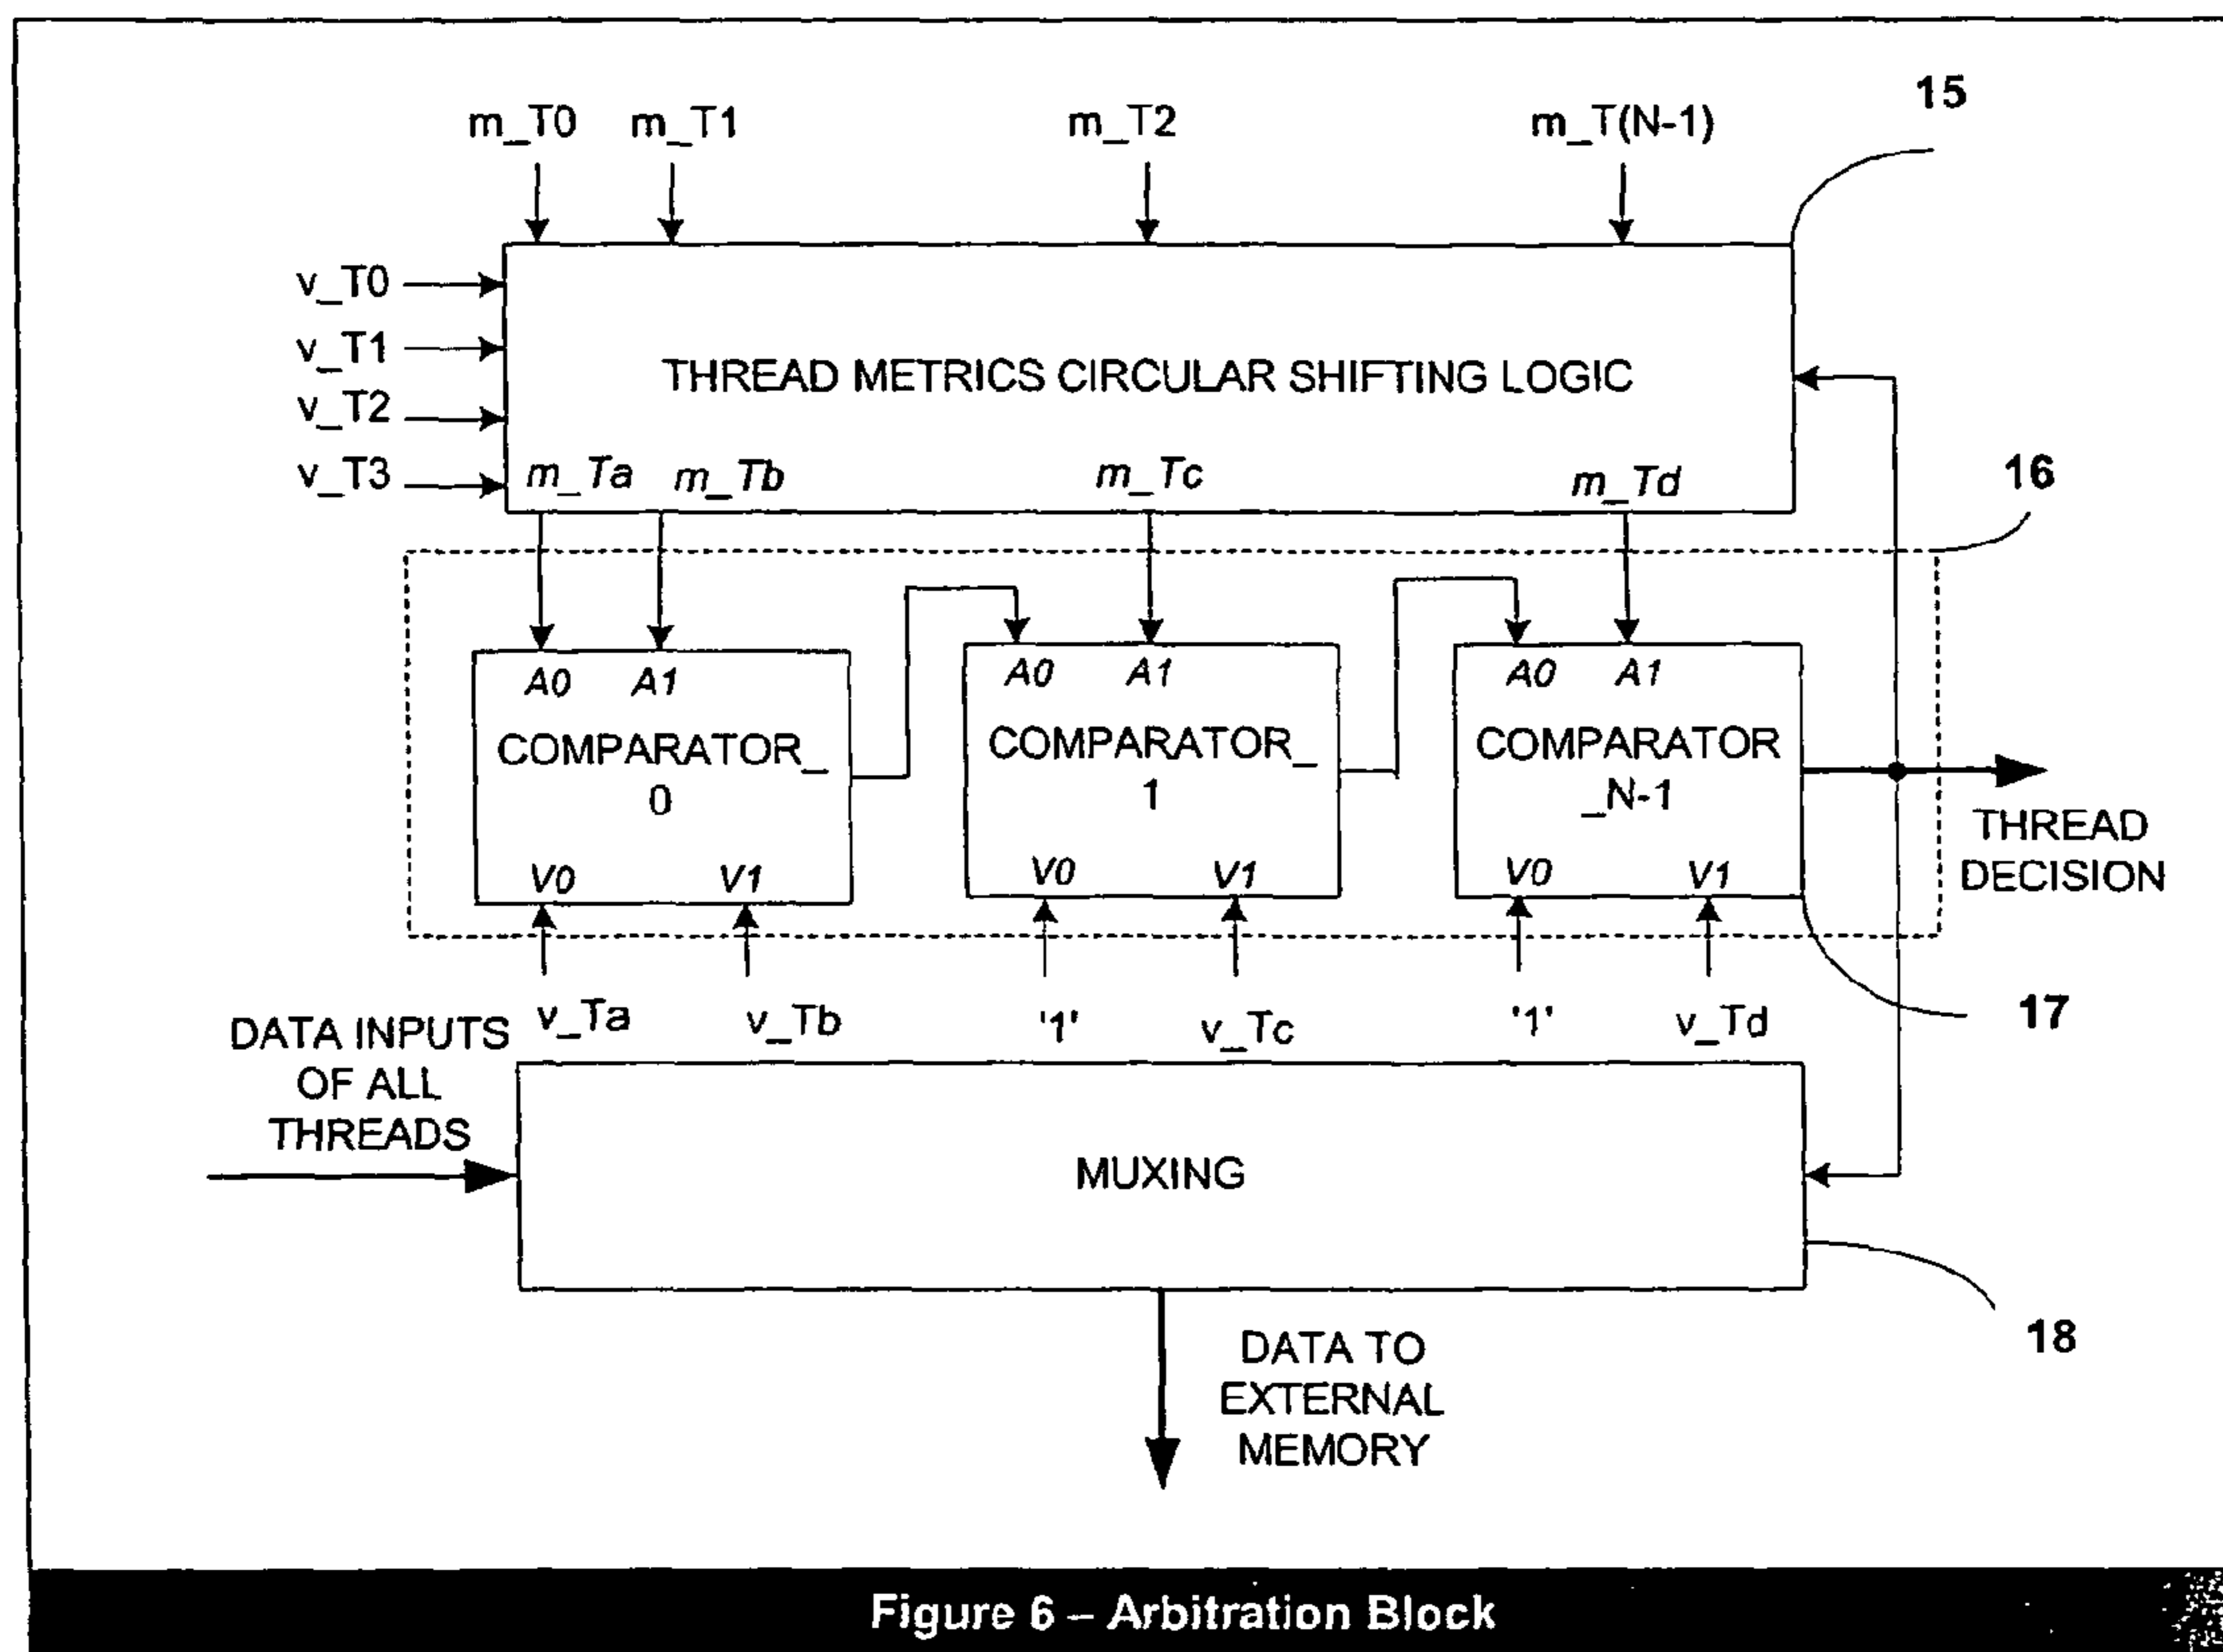 15
m_T0 m_T1 m_T2 m_T(N-1)
v_T0
v_T1
v_T2
v_T3
THREAD METRICS CIRCULAR SHIFTING LOGIC
m_Ta m_Tb m_Tc m_Td
16
A0 A1
COMPARATOR_
0
V0 V1
A0 A1
COMPARATOR_
1
V0 V1
A0 A1
COMPARATOR
_N-1
V0 V1
THREAD
DECISION
v_Ta v_Tb '1' v_Tc '1' v_Td
17
DATA INPUTS
OF ALL
THREADS
MUXING
18
DATA TO
EXTERNAL
MEMORY
Figure 6 – Arbitration Block